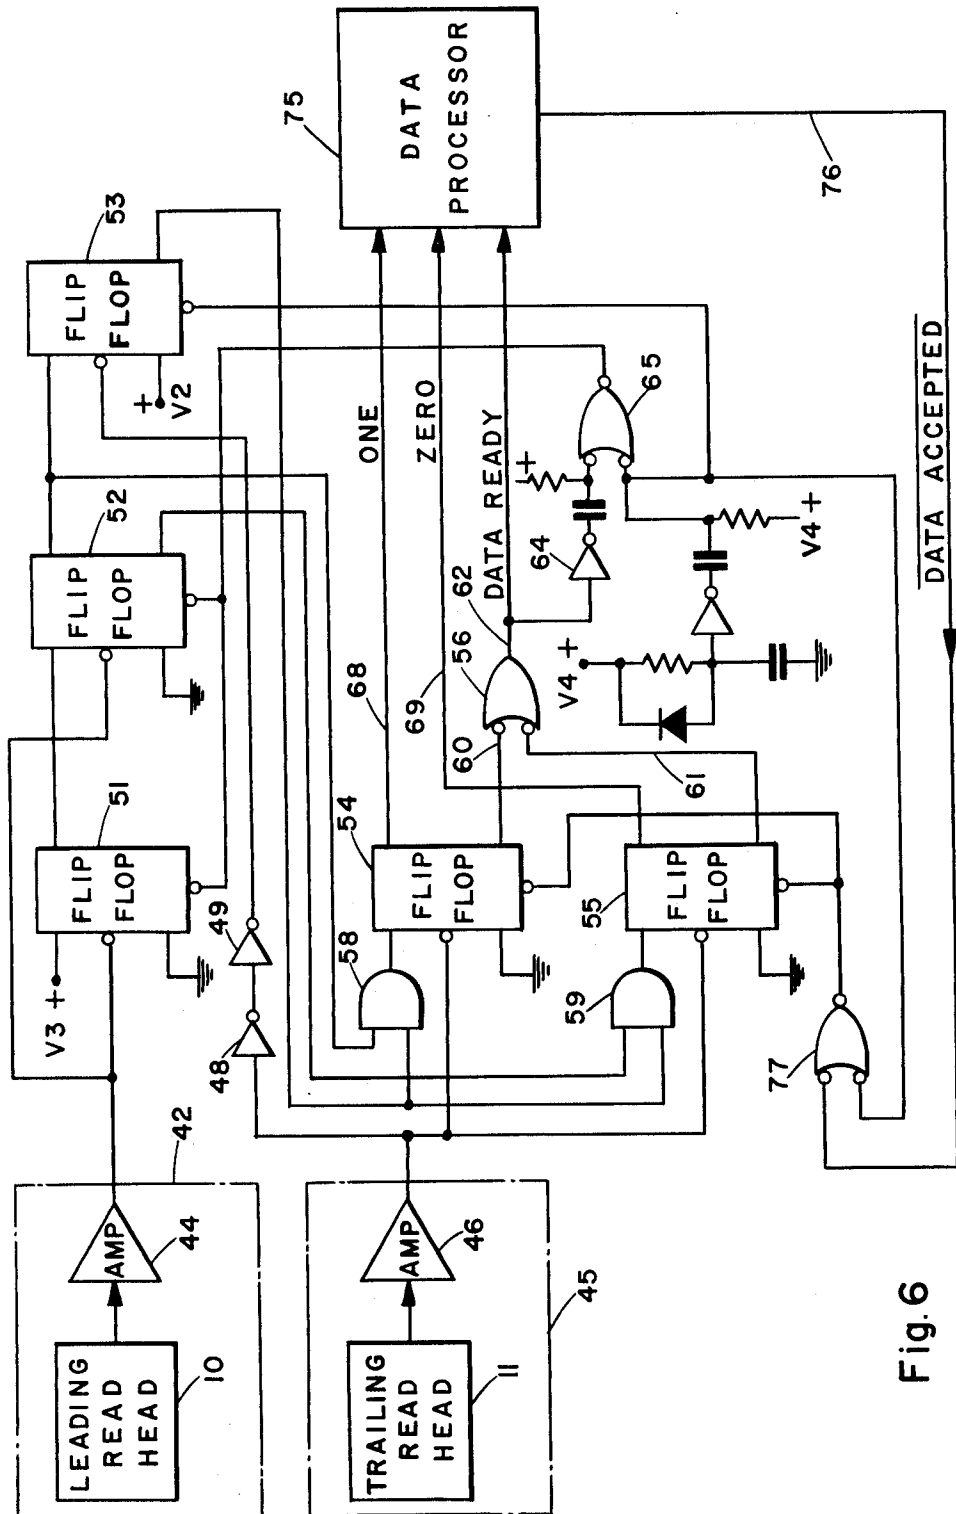 LEADING
READ
HEAD
10
AMP
44
42
TRAILING
READ
HEAD
11
AMP
46
45
V3 +
FLIP
FLOP
51
FLIP
FLOP
52
FLIP
FLOP
53
+
V2
48
49
58
FLIP
FLOP
54
59
FLIP
FLOP
55
77
68
69
60
61
56
62
ONE
ZERO
DATA READY
64
65
+
V4 +
V4 +
DATA
PROCESSOR
75
76
DATA ACCEPTED
Fig. 6